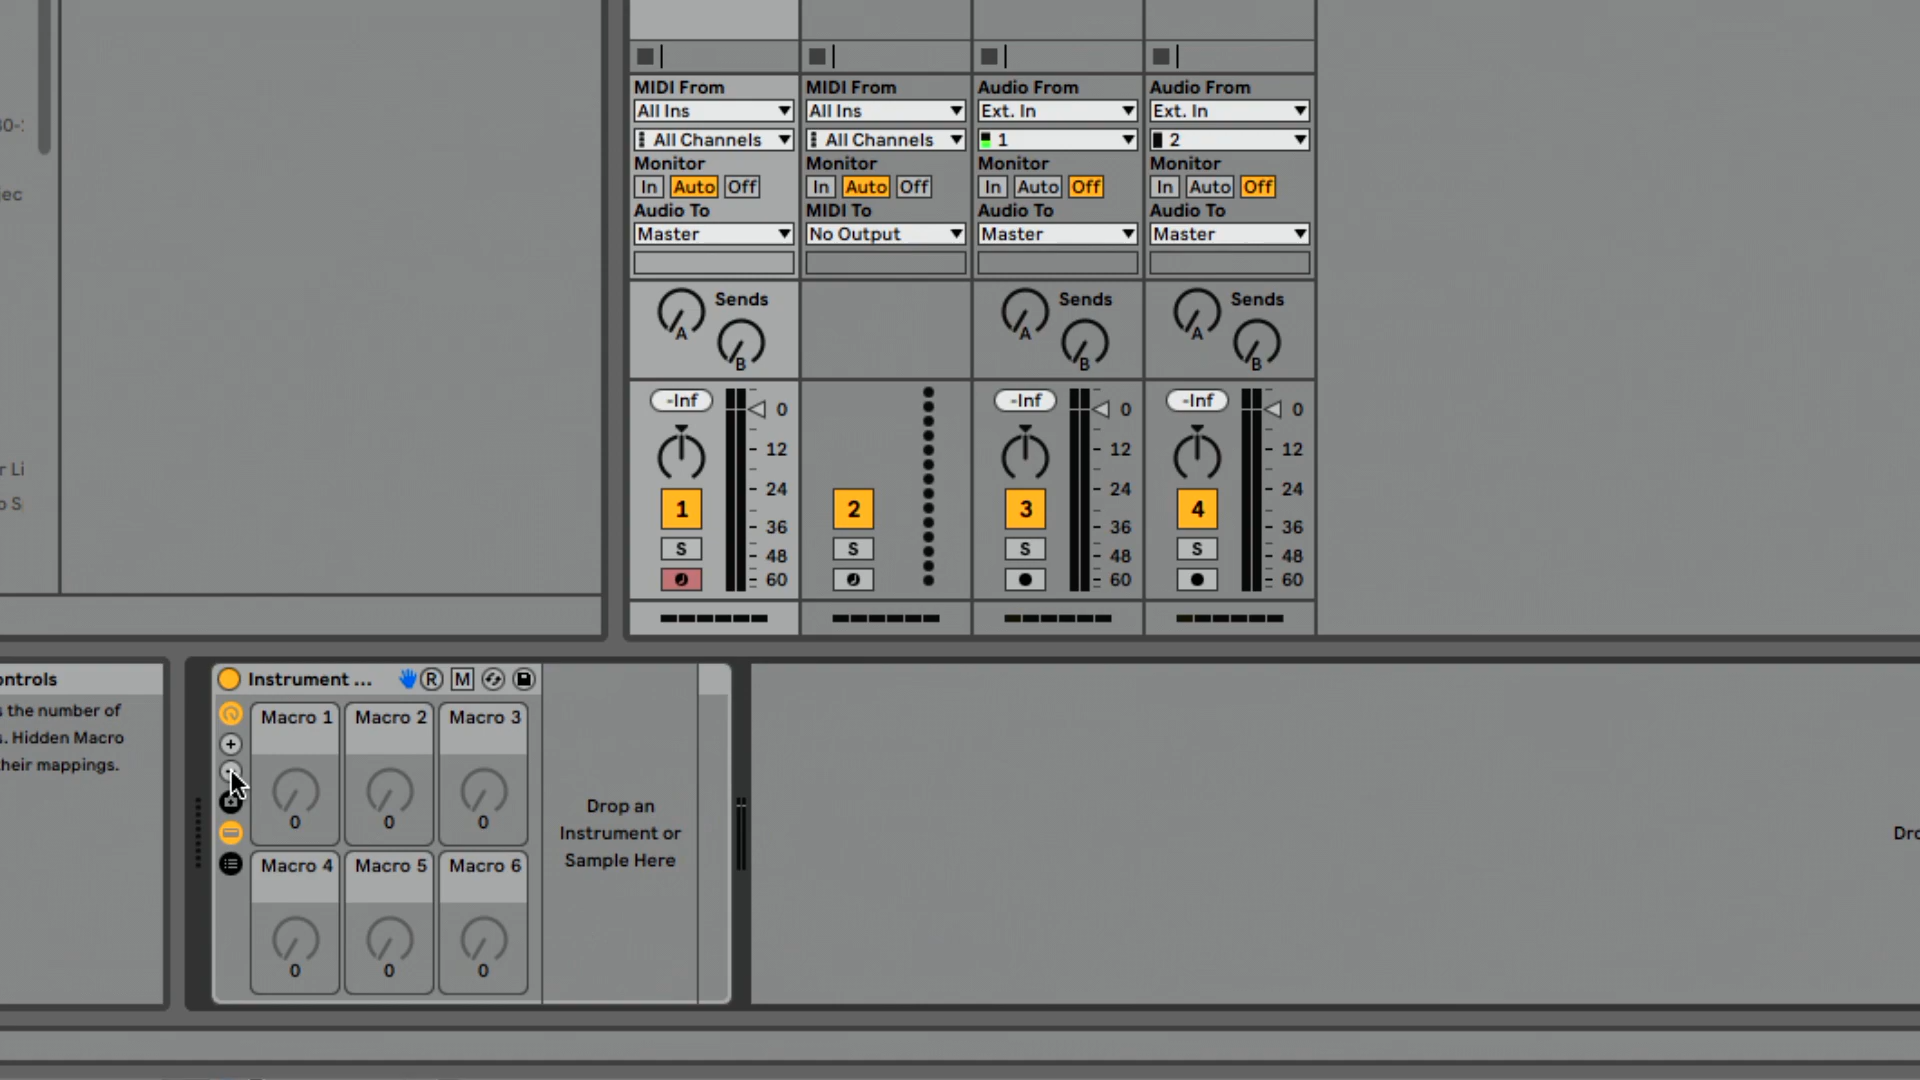 MIDI From
All Ins
All Channels
Monitor
In Auto Off
Audio To
Master
Sends
A
B
-Inf
0
12
24
36
48
60
1
S
MIDI From
All Ins
All Channels
Monitor
In Auto Off
MIDI To
No Output
2
S
Audio From
Ext. In
1
Monitor
In Auto Off
Audio To
Master
Sends
A
B
-Inf
0
12
24
36
48
60
3
S
Audio From
Ext. In
2
Monitor
In Auto Off
Audio To
Master
Sends
A
B
-Inf
0
12
24
36
48
60
4
S
ontrols
s the number of
s. Hidden Macro
their mappings.
Instrument ... R M
Macro 1 Macro 2 Macro 3
0 0 0
Macro 4 Macro 5 Macro 6
0 0 0
Drop an
Instrument or
Sample Here